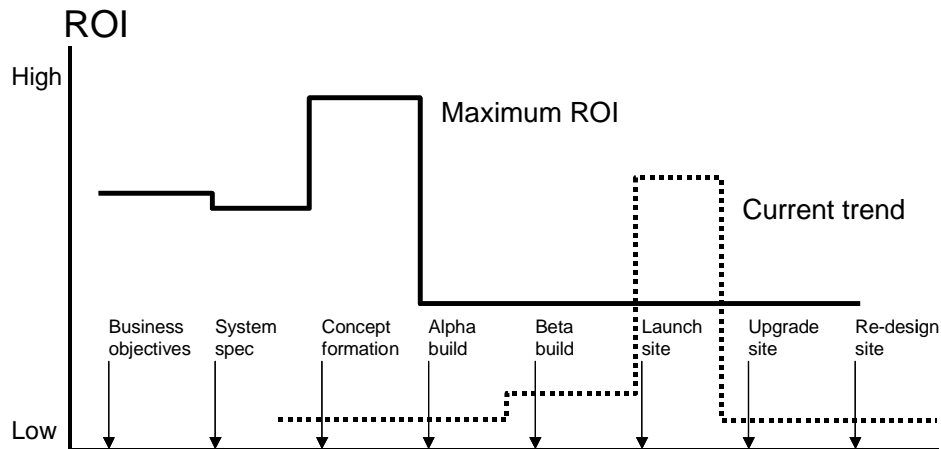 ROI
High
Maximum ROI
Current trend
Business
objectives
System
spec
Concept
formation
Alpha
build
Beta
build
Launch
site
Upgrade
site
Re-design
site
Low